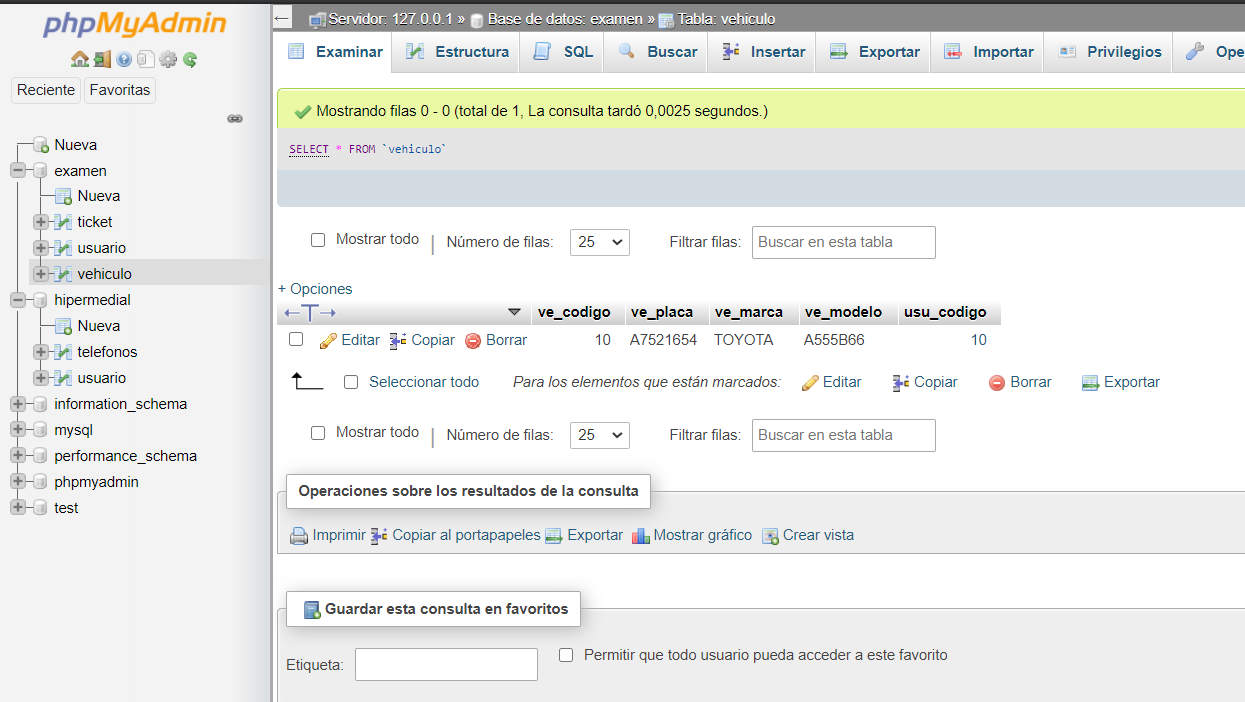 phpMyAdmin
Reciente Favoritas
Nueva
examen
Nueva
ticket
usuario
vehiculo
hipermedial
Nueva
telefonos
usuario
information_schema
mysql
performance_schema
phpmyadmin
test
Servidor: 127.0.0.1 » Base de datos: examen » Tabla: vehiculo
Examinar Estructura SQL Buscar Insertar Exportar Importar Privilegios Ope
Mostrando filas 0 - 0 (total de 1, La consulta tardó 0,0025 segundos.)
SELECT * FROM `vehiculo`
Mostrar todo | Número de filas: 25 Filtrar filas: Buscar en esta tabla
+ Opciones
←T→ ve_codigo ve_placa ve_marca ve_modelo usu_codigo
Editar Copiar Borrar 10 A7521654 TOYOTA A555B66 10
Seleccionar todo Para los elementos que están marcados: Editar Copiar Borrar Exportar
Mostrar todo | Número de filas: 25 Filtrar filas: Buscar en esta tabla
Operaciones sobre los resultados de la consulta
Imprimir Copiar al portapapeles Exportar Mostrar gráfico Crear vista
Guardar esta consulta en favoritos
Etiqueta: Permitir que todo usuario pueda acceder a este favorito